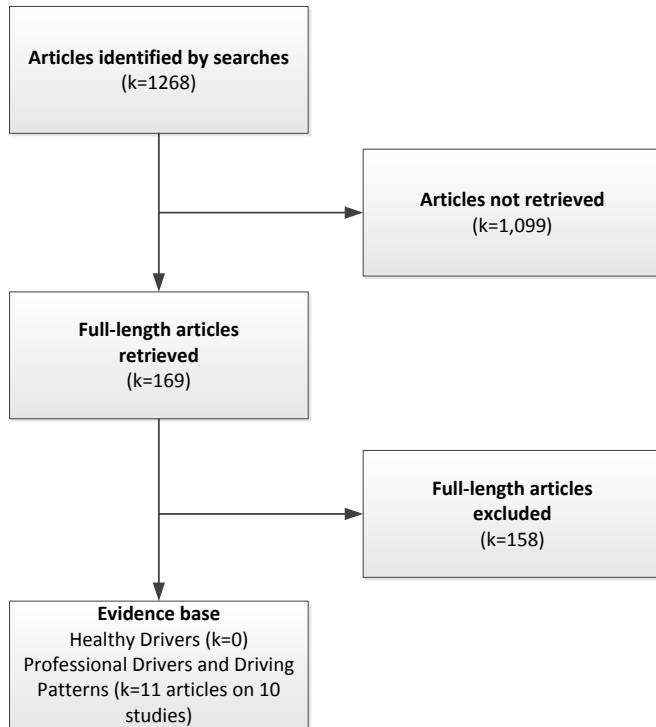 Articles identified by searches
(k=1268)
Articles not retrieved
(k=1,099)
Full-length articles
retrieved
(k=169)
Full-length articles
excluded
(k=158)
Evidence base
Healthy Drivers (k=0)
Professional Drivers and Driving
Patterns (k=11 articles on 10
studies)